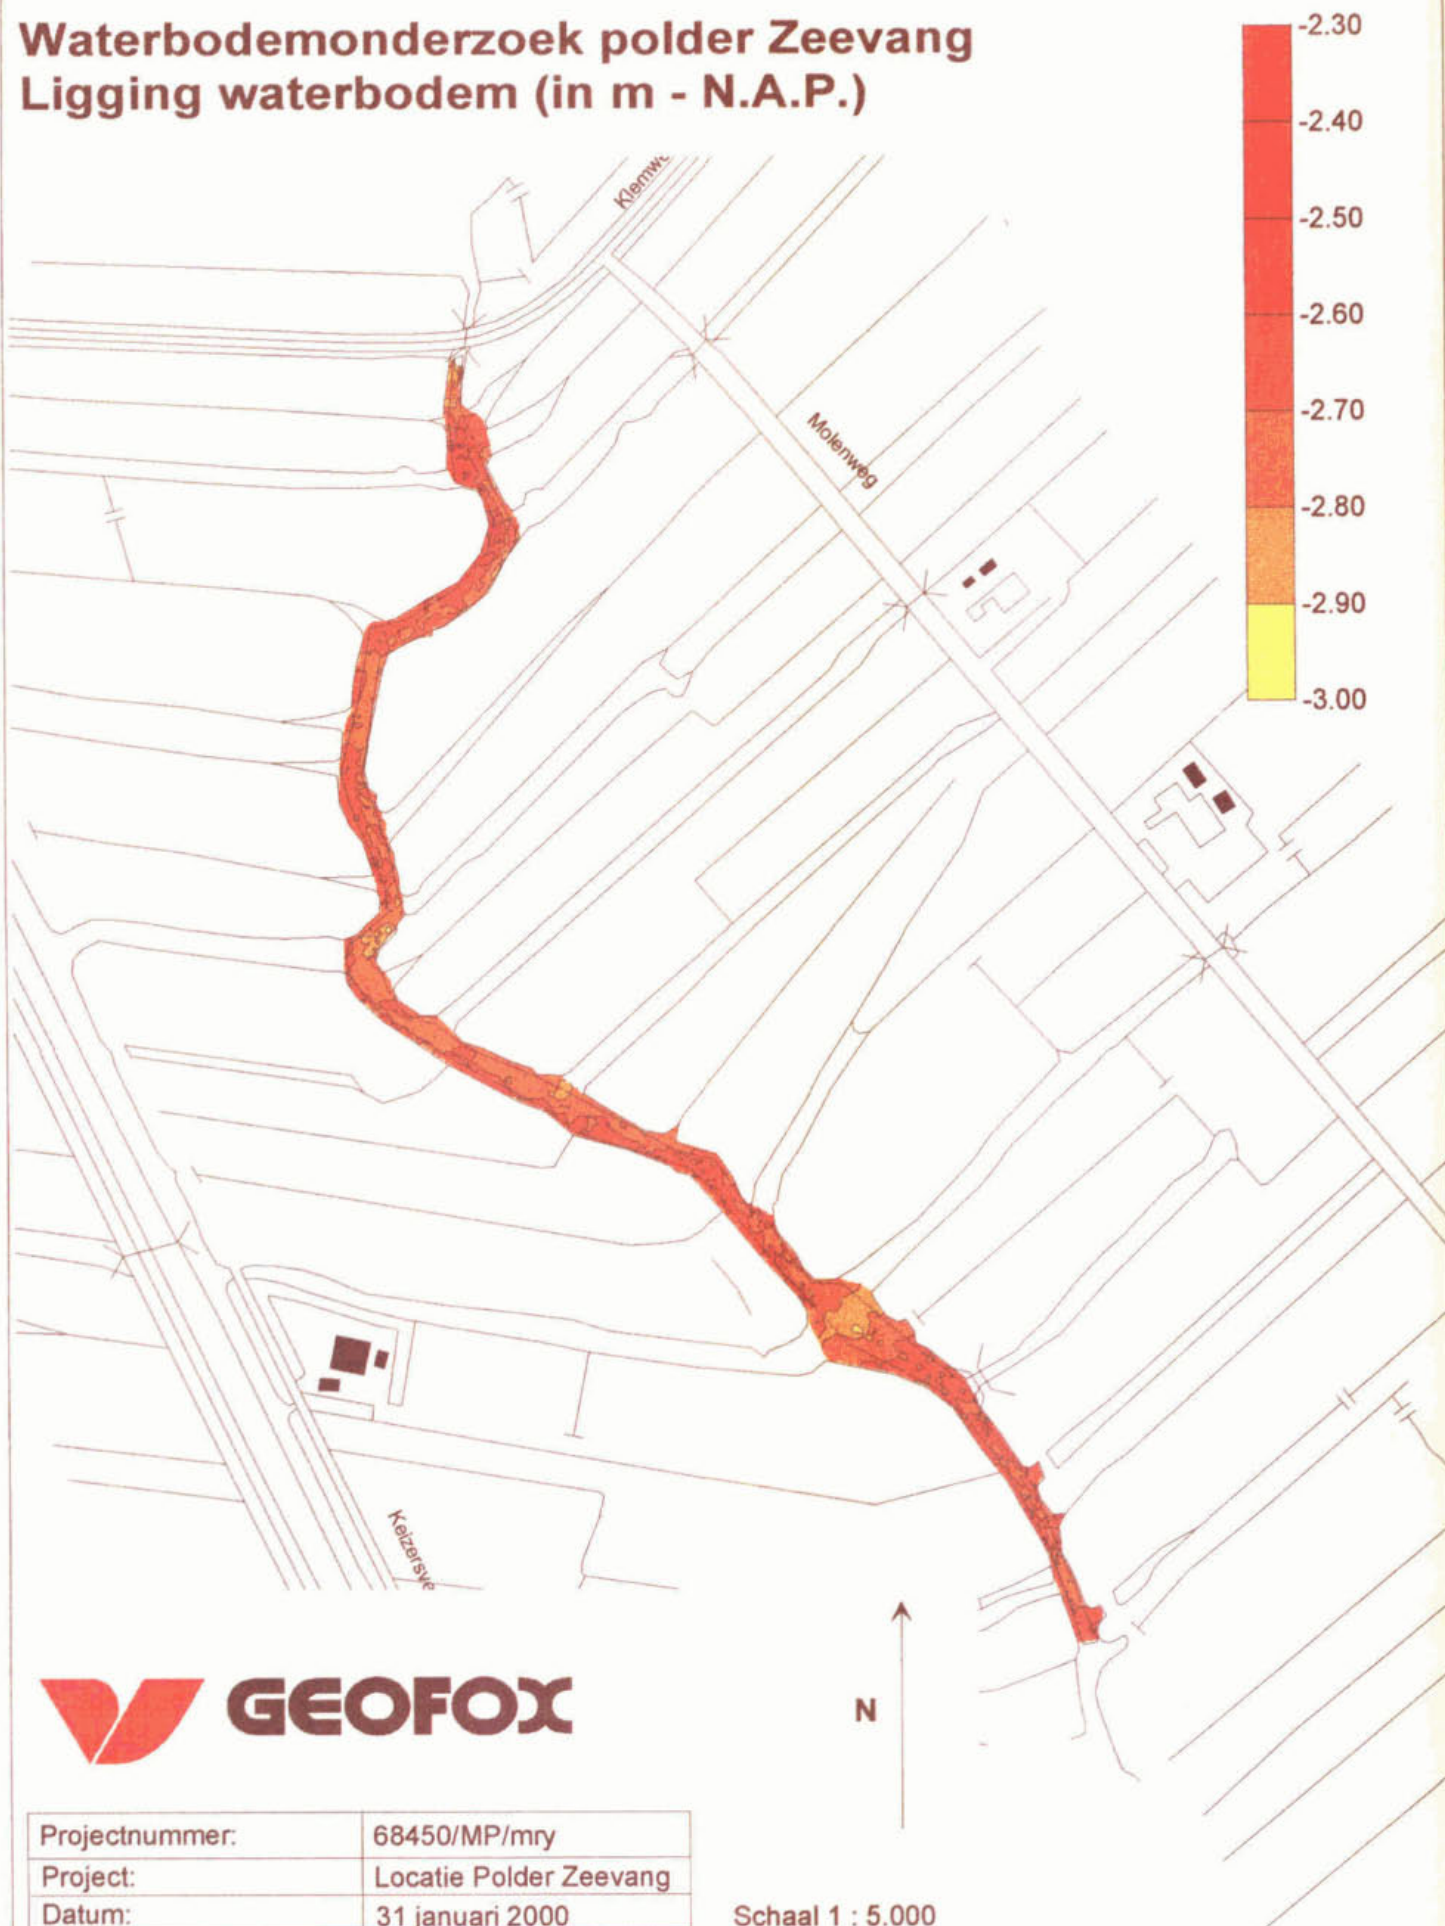 Waterbodemonderzoek polder Zeevang
Ligging waterbodem (in m - N.A.P.)
-2.30
-2.40
-2.50
-2.60
-2.70
-2.80
-2.90
-3.00
Klemwe
Molenweg
Keizersve
GEOFOX
N
Projectnummer: 68450/MP/mry
Project: Locatie Polder Zeevang
Datum: 31 januari 2000
Schaal 1 : 5.000